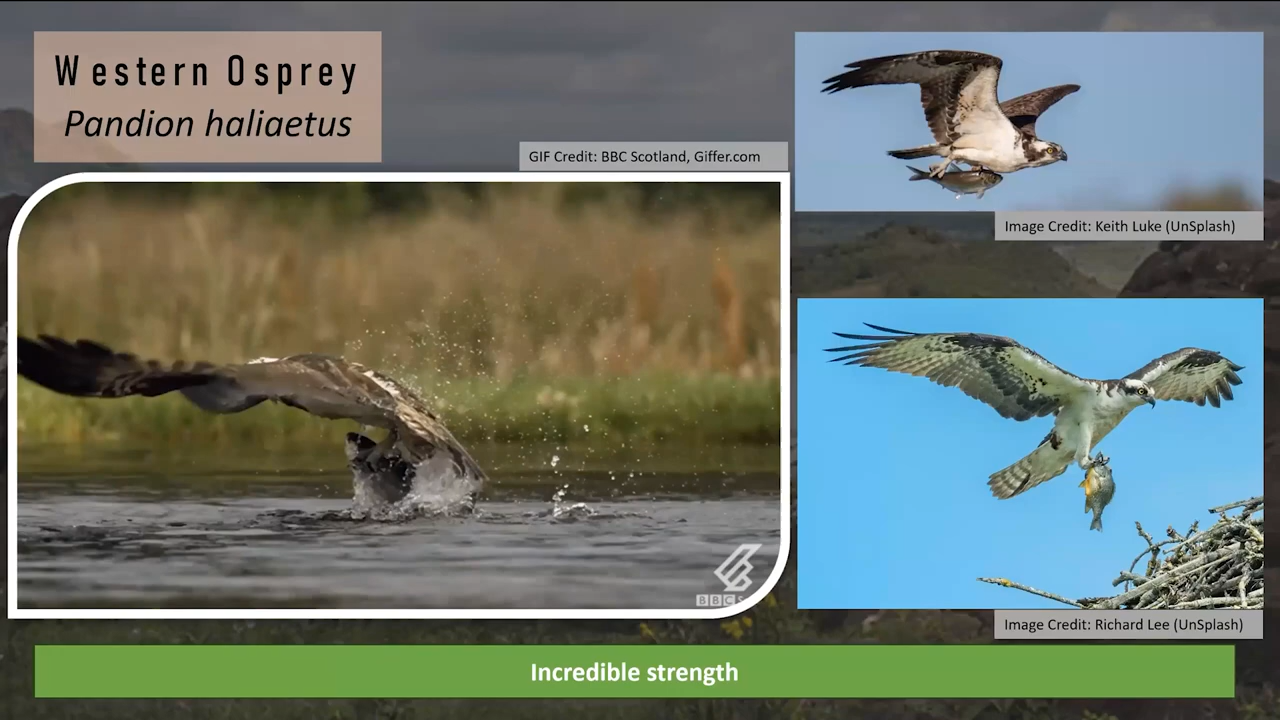 Western Osprey
Pandion haliaetus
GIF Credit: BBC Scotland, Giffer.com
Image Credit: Keith Luke (UnSplash)
BBC
Image Credit: Richard Lee (UnSplash)
Incredible strength